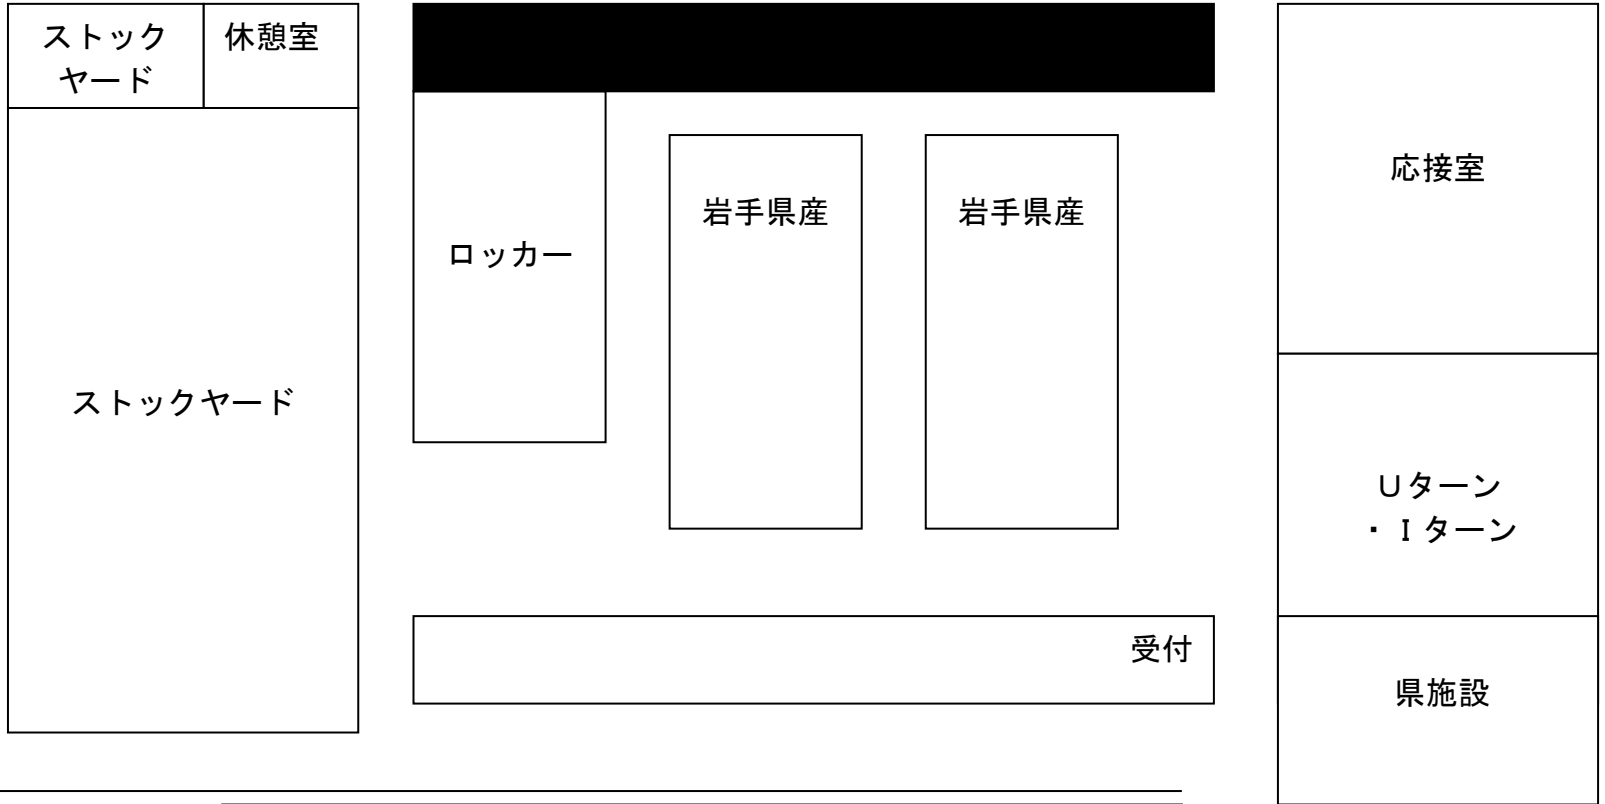 ストック
ヤード
休憩室
応接室
岩手県産
岩手県産
ロッカー
ストックヤード
Uターン
・Iターン
受付
県施設